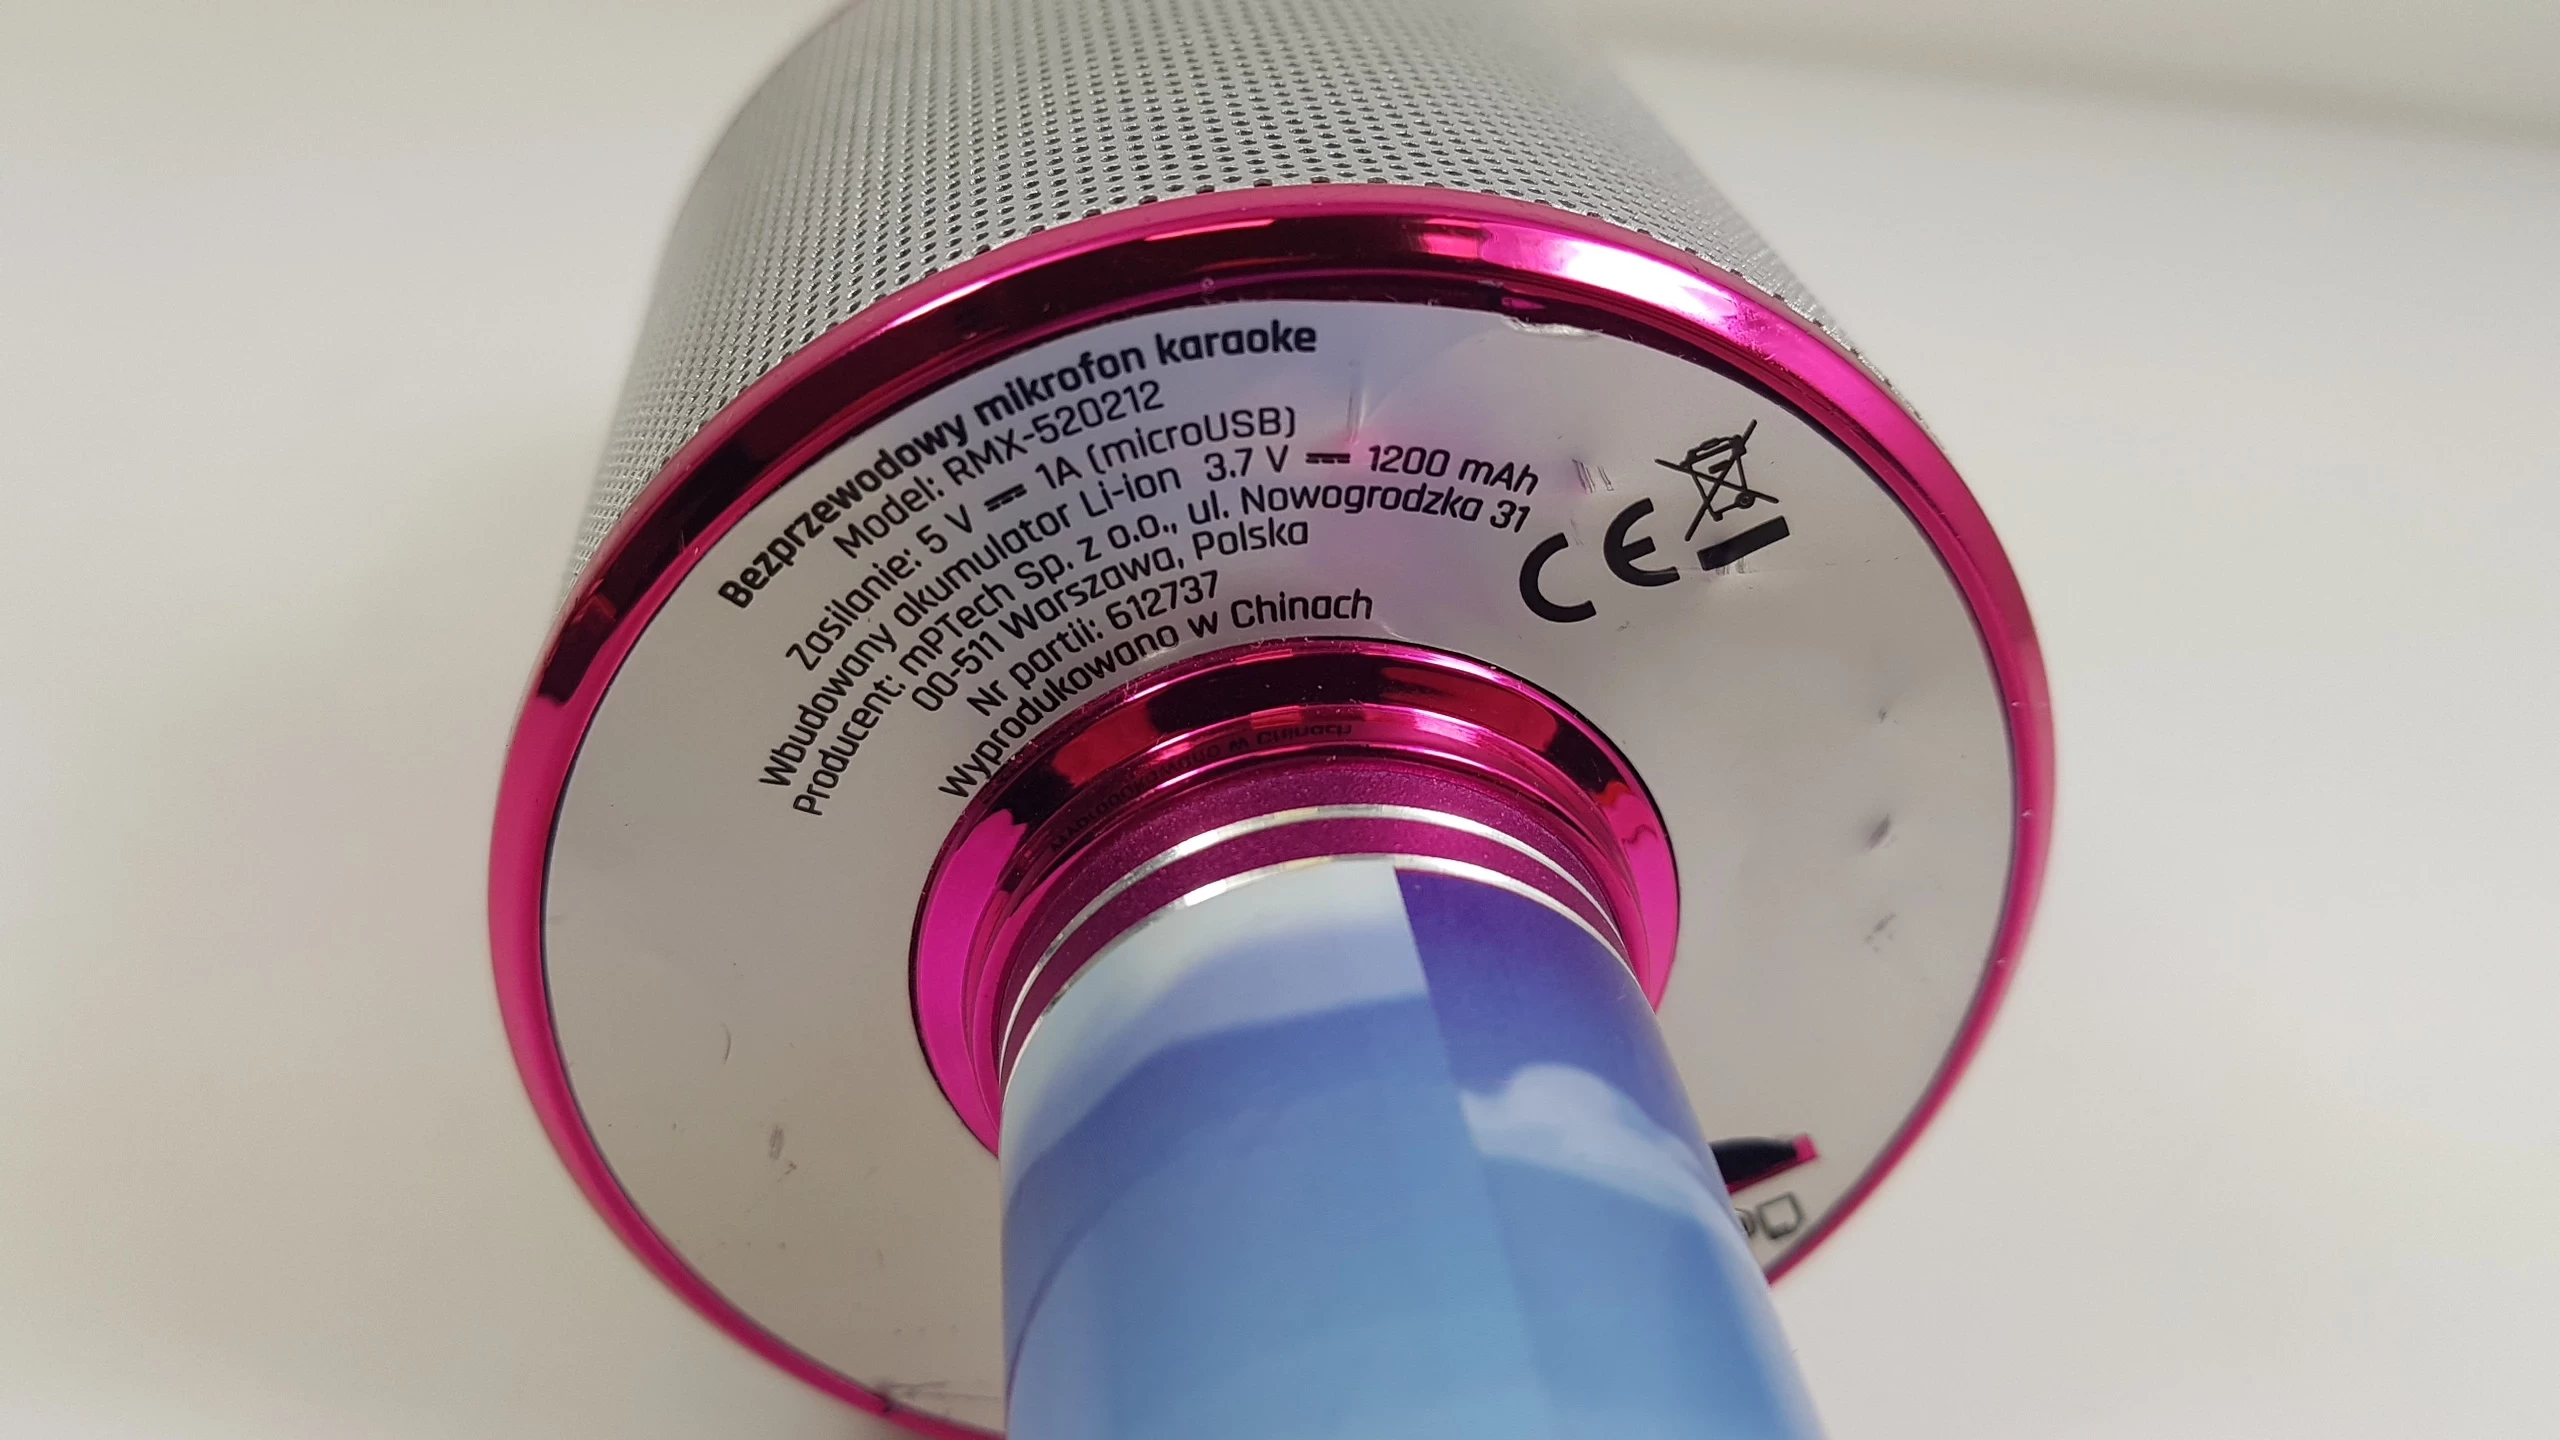 Bezprzewodowy mikrofon karaoke
Model: RMX-520212
Zasilanie: 5 V ⎓ 1A (microUSB)
Wbudowany akumulator Li-ion 3.7 V ⎓ 1200 mAh
Producent: mPTech Sp. z o.o., ul. Nowogrodzka 31
00-511 Warszawa, Polska
Nr partii: 612737
Wyprodukowano w Chinach
CE